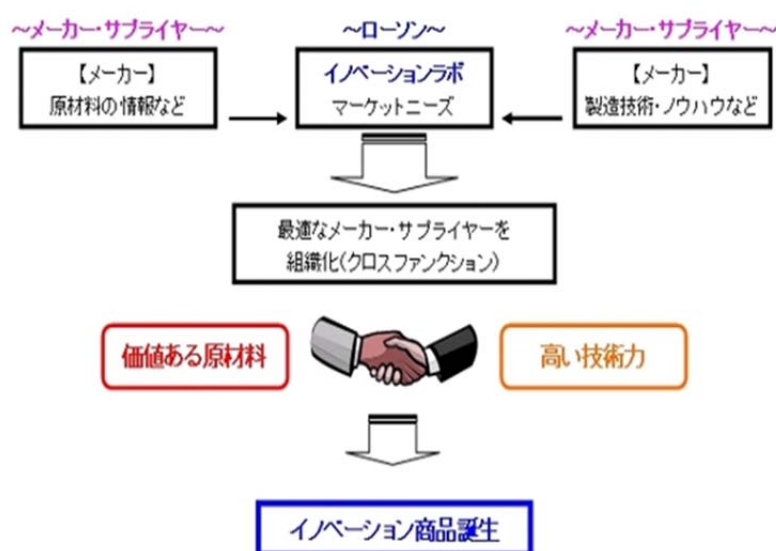 ～メーカー・サプライヤー～
【メーカー】
原材料の情報など
～ローソン～
イノベーションラボ
マーケットニーズ
～メーカー・サプライヤー～
【メーカー】
製造技術・ノウハウなど
最適なメーカー・サプライヤーを
組織化(クロスファンクション)
価値ある原材料
高い技術力
イノベーション商品誕生